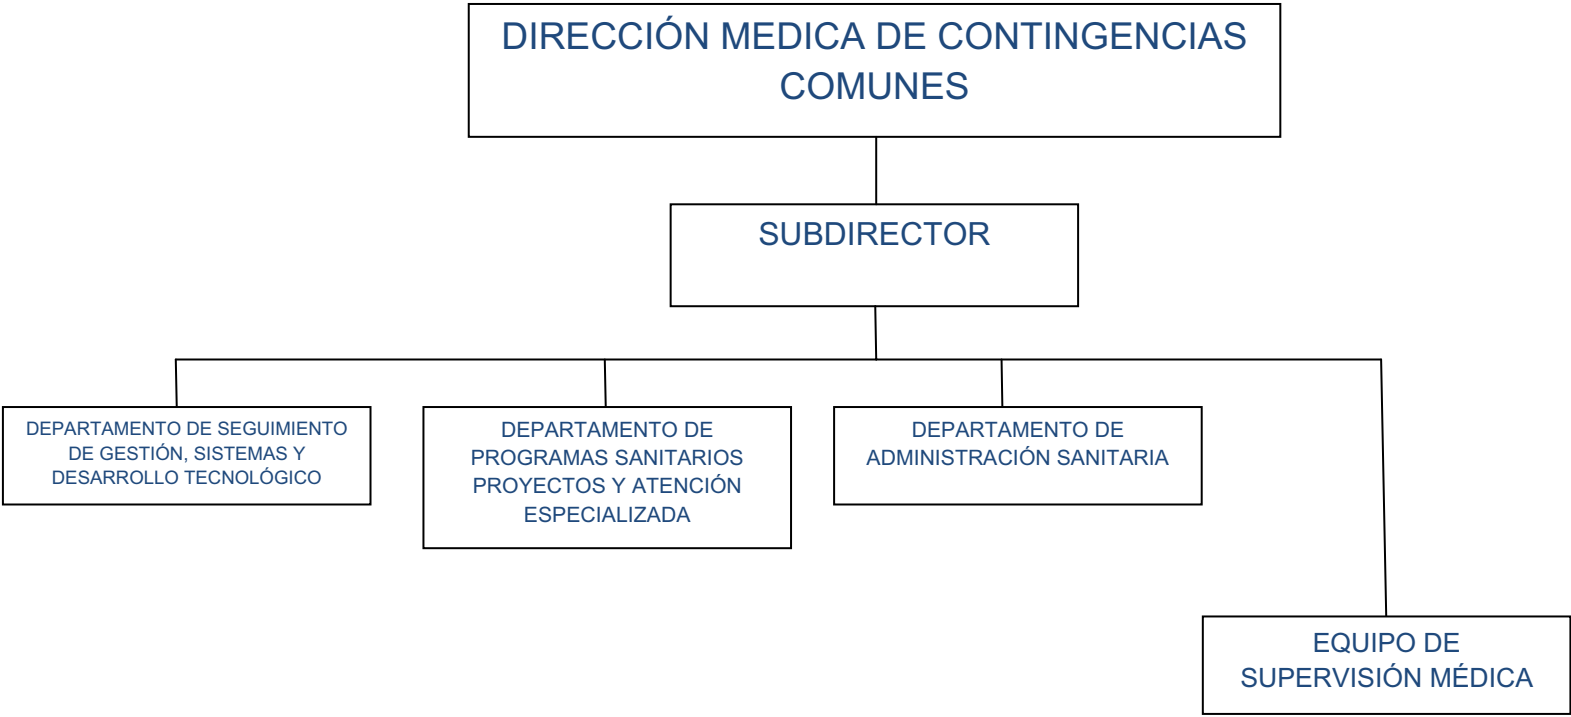 DIRECCIÓN MEDICA DE CONTINGENCIAS
COMUNES
SUBDIRECTOR
DEPARTAMENTO DE SEGUIMIENTO
DE GESTIÓN, SISTEMAS Y
DESARROLLO TECNOLÓGICO
DEPARTAMENTO DE
PROGRAMAS SANITARIOS
PROYECTOS Y ATENCIÓN
ESPECIALIZADA
DEPARTAMENTO DE
ADMINISTRACIÓN SANITARIA
EQUIPO DE
SUPERVISIÓN MÉDICA